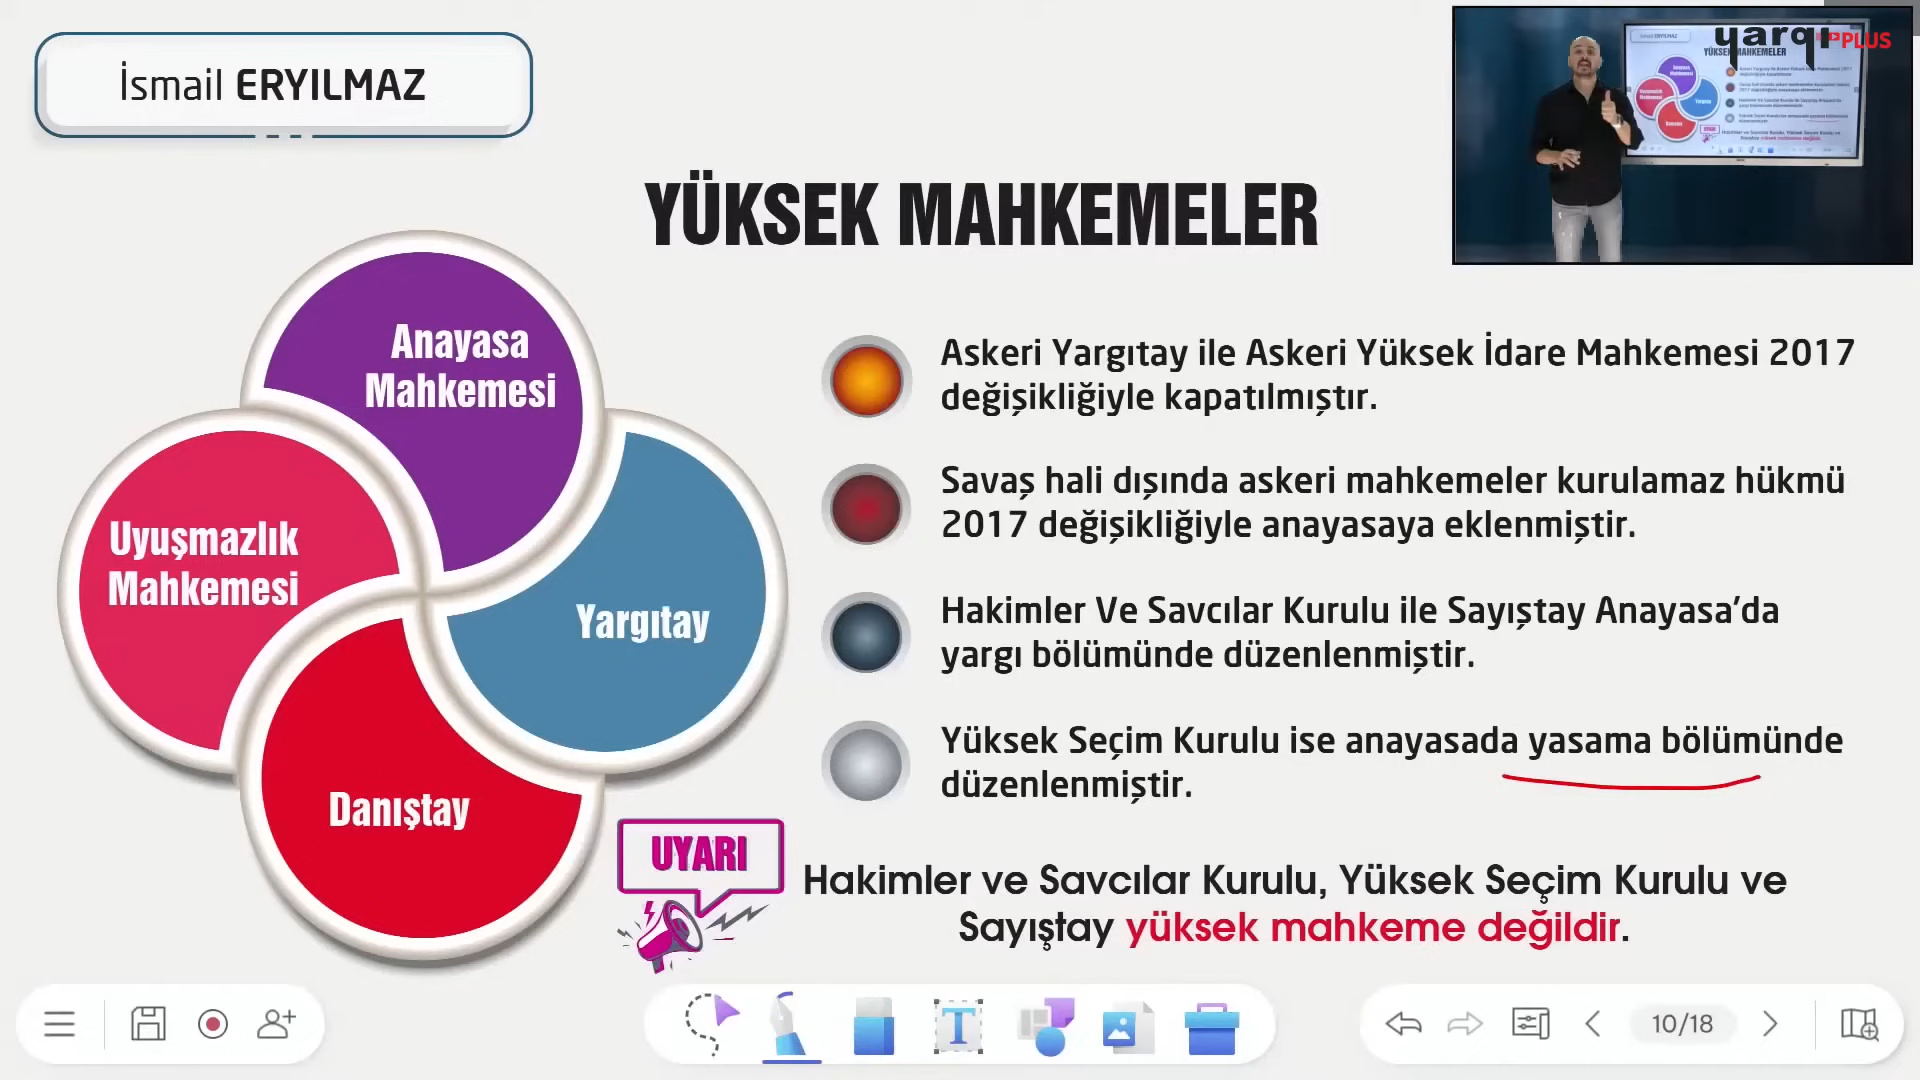 İsmail ERYILMAZ
yargı PLUS
YÜKSEK MAHKEMELER
Anayasa
Mahkemesi
Uyuşmazlık
Mahkemesi
Yargıtay
Danıştay
Askeri Yargıtay ile Askeri Yüksek İdare Mahkemesi 2017
değişikliğiyle kapatılmıştır.
Savaş hali dışında askeri mahkemeler kurulamaz hükmü
2017 değişikliğiyle anayasaya eklenmiştir.
Hakimler Ve Savcılar Kurulu ile Sayıştay Anayasa’da
yargı bölümünde düzenlenmiştir.
Yüksek Seçim Kurulu ise anayasada yasama bölümünde
düzenlenmiştir.
UYARI
Hakimler ve Savcılar Kurulu, Yüksek Seçim Kurulu ve
Sayıştay yüksek mahkeme değildir.
10/18